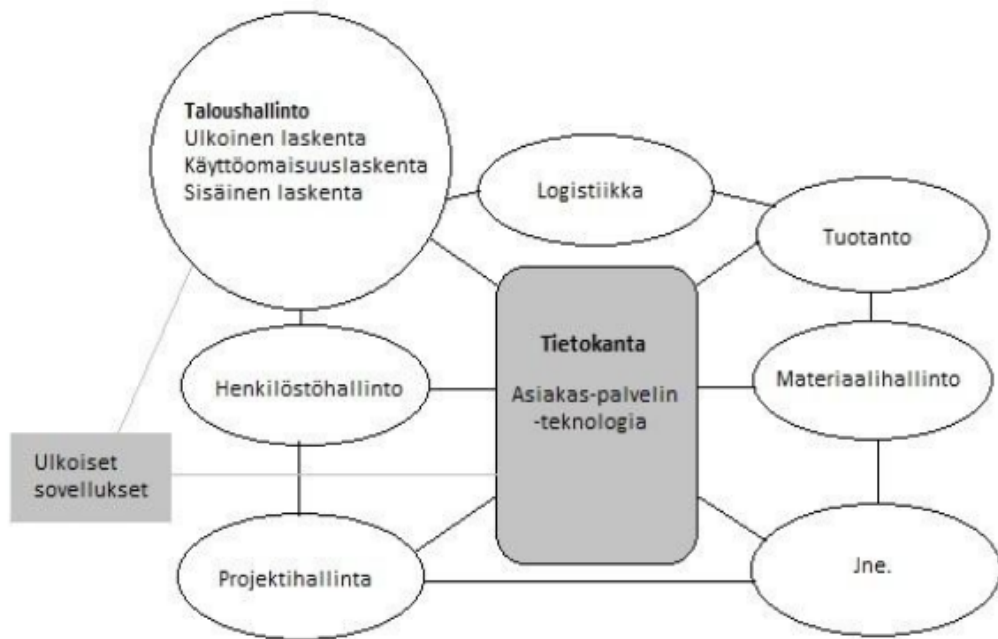 Taloushallinto
Ulkoinen laskenta
Käyttöomaisuuslaskenta
Sisäinen laskenta
Logistiikka
Tuotanto
Tietokanta
Asiakas-palvelin
-teknologia
Henkilöstöhallinto
Materiaalihallinto
Ulkoiset
sovellukset
Projektihallinta
Jne.